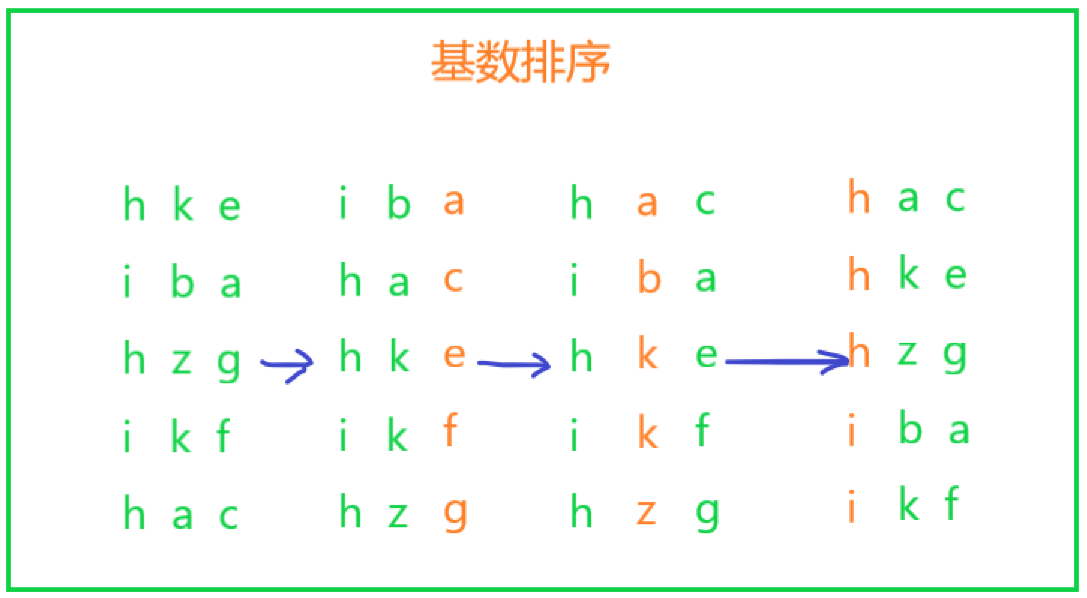 基数排序
h k e i b a h a c h a c
i b a h a c i b a h k e
h z g h k e h k e h z g
i k f i k f i k f i b a
h a c h z g h z g i k f